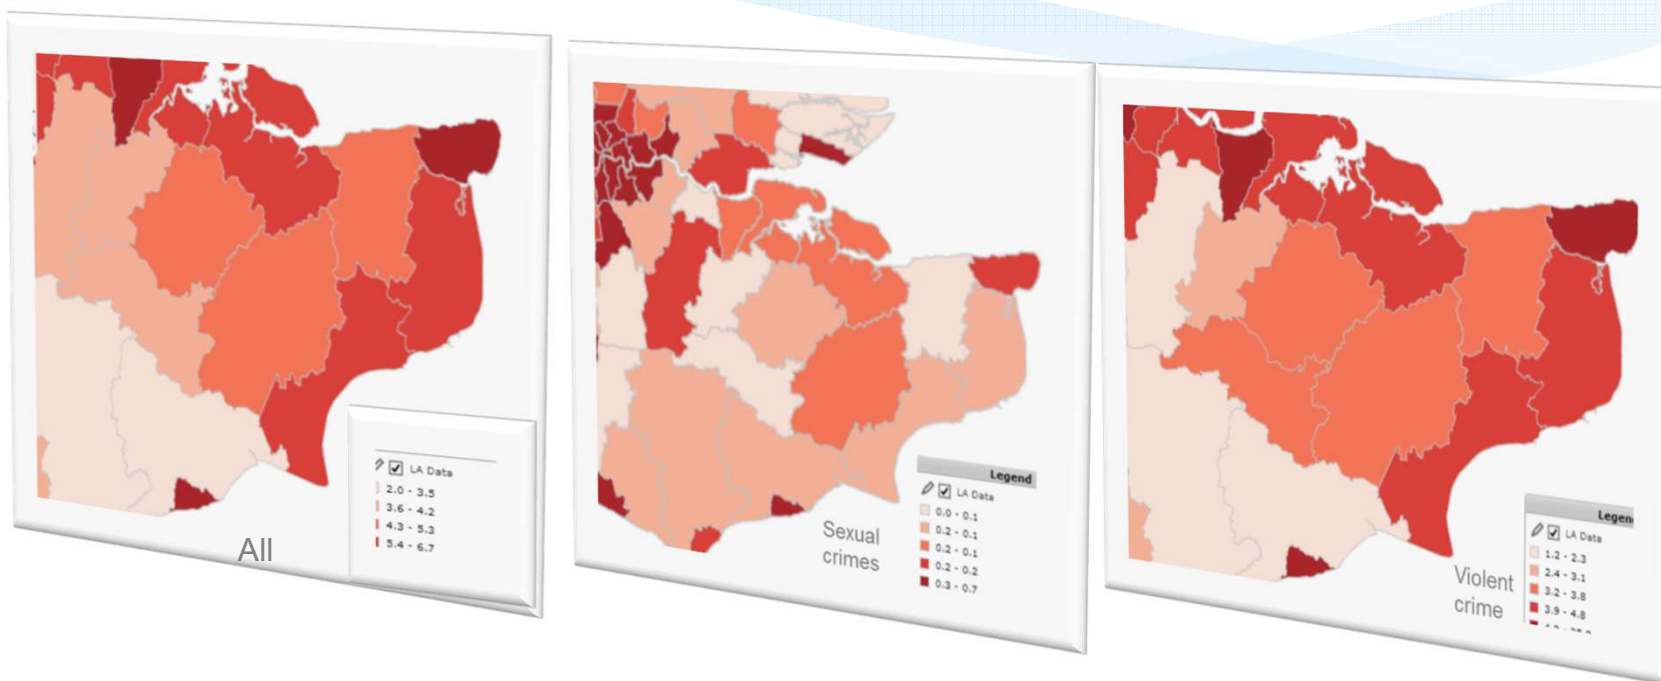 LA Data
2.0 - 3.5
3.6 - 4.2
4.3 - 5.3
5.4 - 6.7
All
Legend
LA Data
0.0 - 0.1
0.2 - 0.1
0.2 - 0.1
0.2 - 0.2
0.3 - 0.7
Sexual
crimes
Legen
LA Data
1.2 - 2.3
2.4 - 3.1
3.2 - 3.8
3.9 - 4.8
Violent
crime